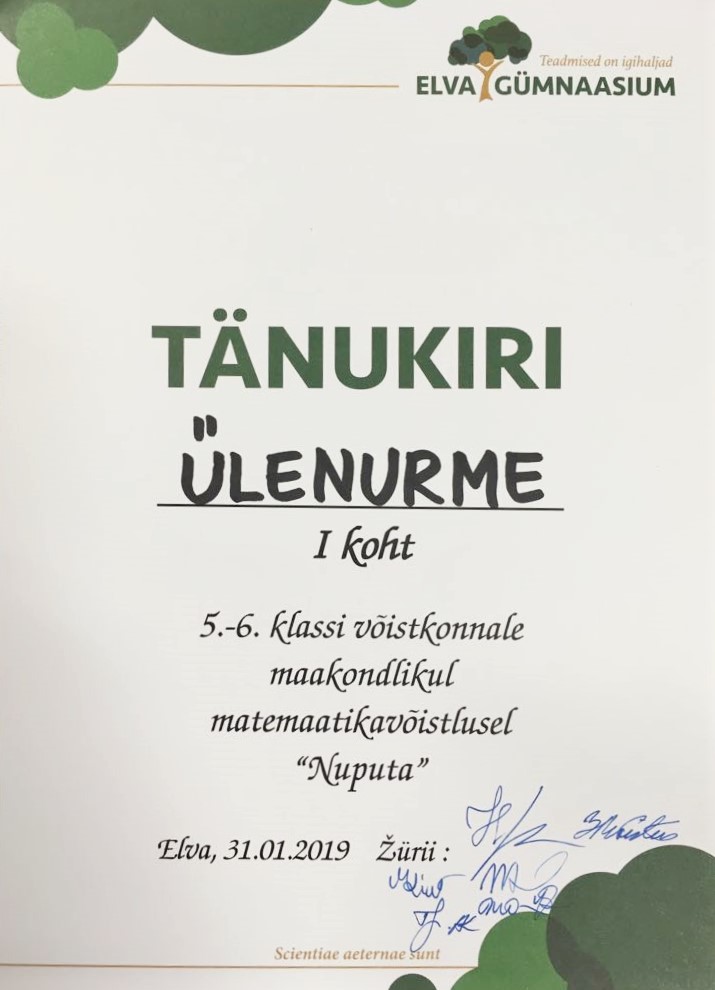 Teadmised on igihaljad
ELVA GÜMNAASIUM
TÄNUKIRI
ÜLENURME
I koht
5.-6. klassi võistkonnale
maakondlikul
matemaatikavõistlusel
“Nuputa”
Elva, 31.01.2019 Žürii :
Scientiae aeternae sunt